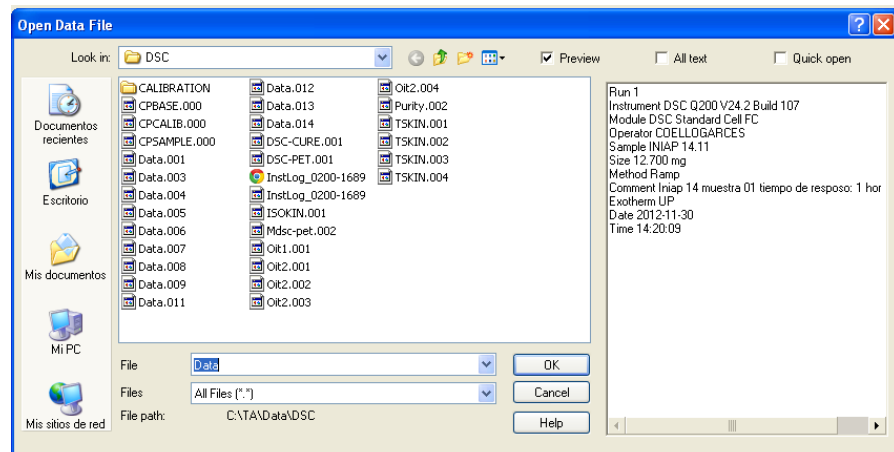 Open Data File
Look in: DSC
Preview
All text
Quick open
Documentos
recientes
Escritorio
Mis documentos
Mi PC
Mis sitios de red
CALIBRATION
CPBASE.000
CPCALIB.000
CPSAMPLE.000
Data.001
Data.003
Data.004
Data.005
Data.006
Data.007
Data.008
Data.009
Data.011
Data.012
Data.013
Data.014
DSC-CURE.001
DSC-PET.001
InstLog_0200-1689
InstLog_0200-1689
ISOKIN.001
Mdsc-pet.002
Oit1.001
Oit2.001
Oit2.002
Oit2.003
Oit2.004
Purity.002
TSKIN.001
TSKIN.002
TSKIN.003
TSKIN.004
Run 1
Instrument DSC Q200 V24.2 Build 107
Module DSC Standard Cell FC
Operator COELLOGARCES
Sample INIAP 14.11
Size 12.700 mg
Method Ramp
Comment Iniap 14 muestra 01 tiempo de resposo: 1 hor
Exotherm UP
Date 2012-11-30
Time 14:20:09
File Data
OK
Files All Files (*.*)
Cancel
File path: C:\TA\Data\DSC
Help